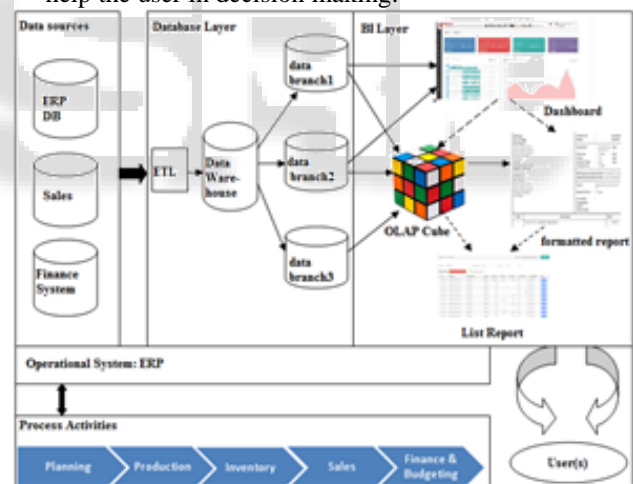 help the user in decision making.
Data sources
Database Layer
BI Layer
data
branch1
Dashboard
ERP
DB
ETL
Data
Ware-
house
data
branch2
Sales
OLAP Cube
formatted report
Finance
System
data
branch3
List Report
Operational System: ERP
Process Activities
Planning
Production
Inventory
Sales
Finance &
Budgeting
User(s)